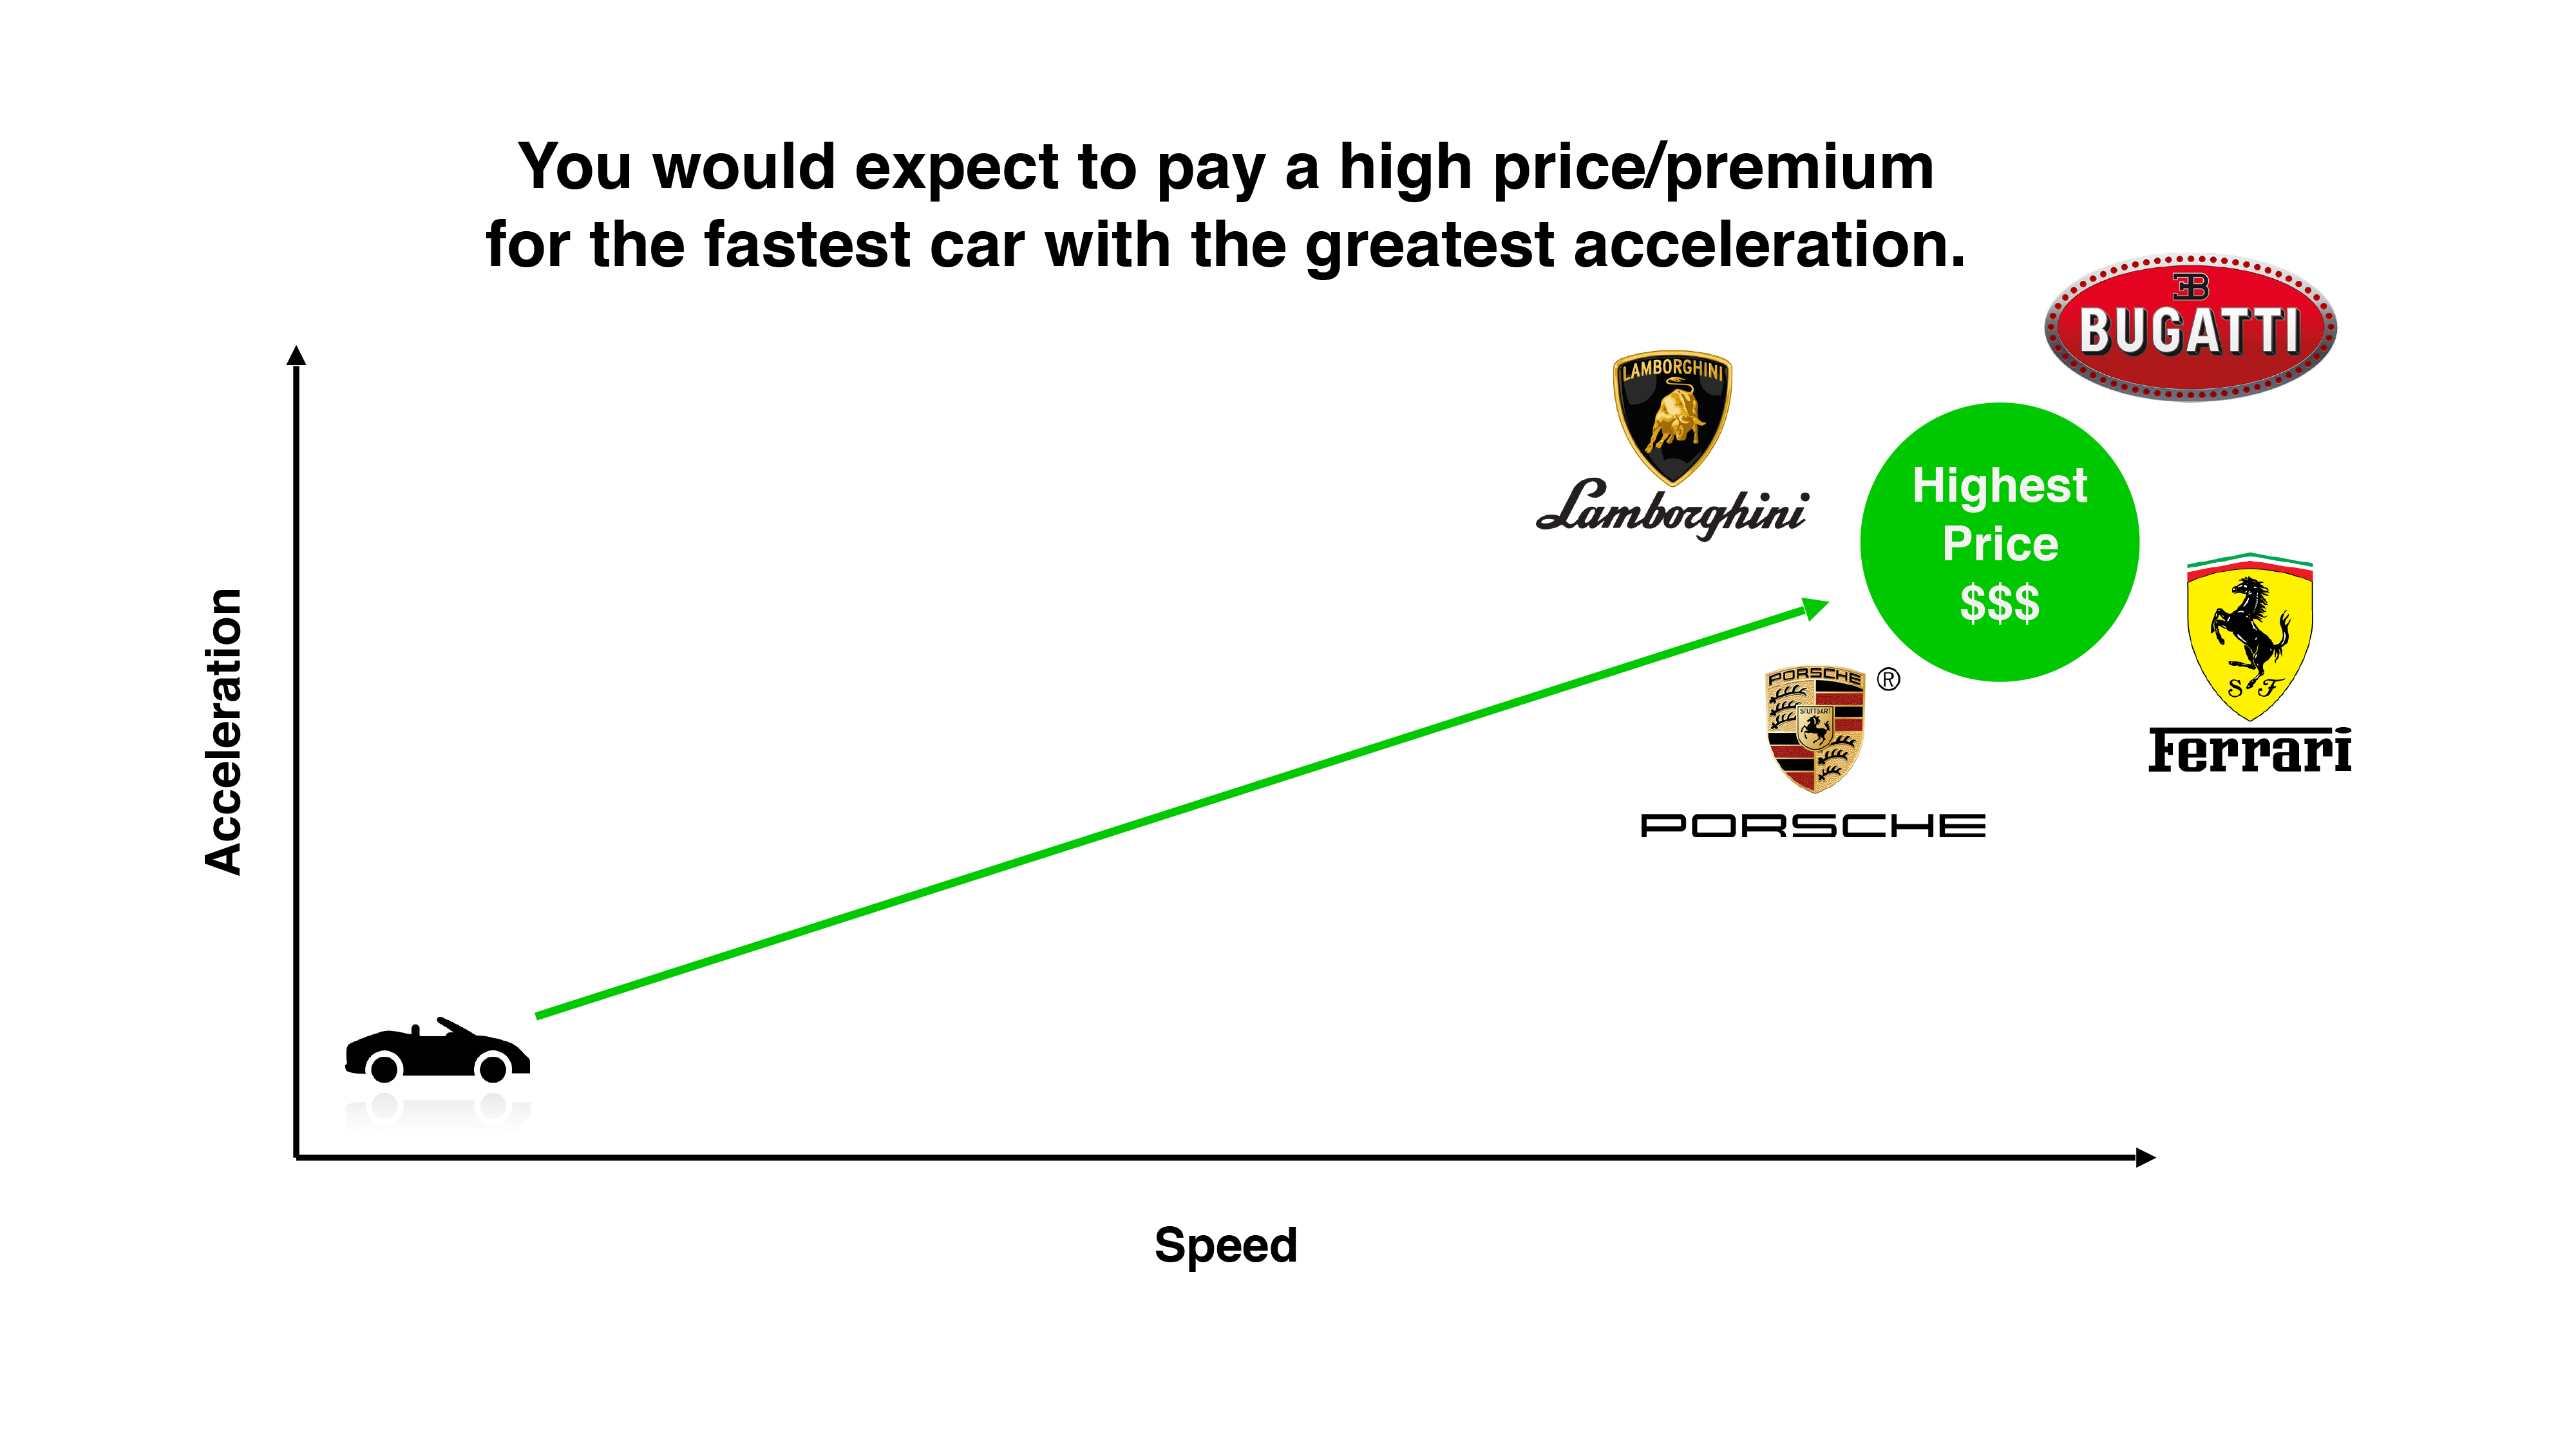 You would expect to pay a high price/premium
for the fastest car with the greatest acceleration.
EB
BUGATTI
LAMBORGHINI
Lamborghini
Highest
Price
$$$
Acceleration
PORSCHE
®
STUTTGART
PORSCHE
S F
Ferrari
Speed